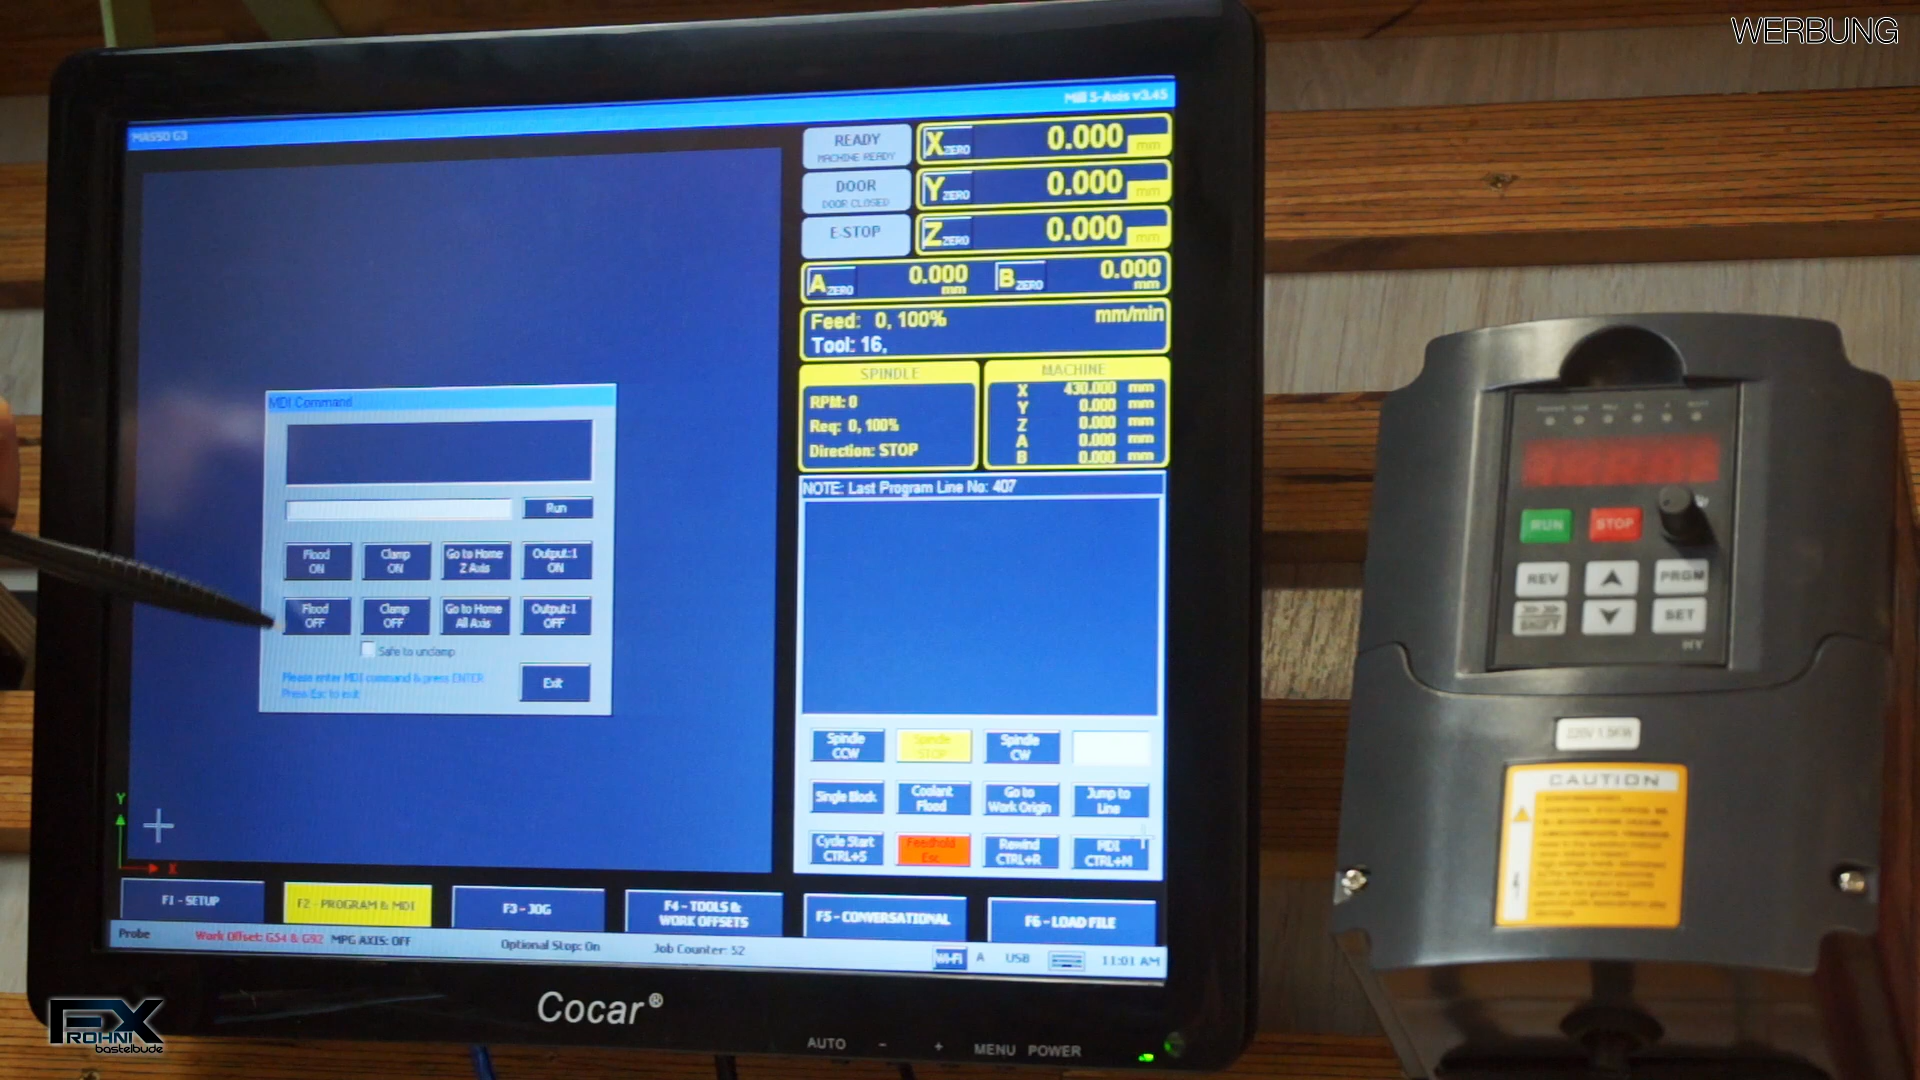 WERBUNG
MASSO G3
Mill 5-Axis v3.45
READY
MACHINE READY
X ZERO 0.000 mm
DOOR
DOOR CLOSED
Y ZERO 0.000 mm
E-STOP
Z ZERO 0.000 mm
A ZERO 0.000 mm
B ZERO 0.000 mm
Feed: 0, 100% mm/min
Tool: 16,
SPINDLE
RPM: 0
Req: 0, 100%
Direction: STOP
MACHINE
X 430.000 mm
Y 0.000 mm
Z 0.000 mm
A 0.000 mm
B 0.000 mm
MDI Command
Run
Flood ON
Clamp ON
Go to Home Z Axis
Output:1 ON
Flood OFF
Clamp OFF
Go to Home All Axis
Output:1 OFF
Safe to unclamp
Please enter MDI command & press ENTER
Press Esc to exit
Exit
NOTE: Last Program Line No: 407
Spindle CCW
Spindle STOP
Spindle CW
Single Block
Coolant Flood
Go to Work Origin
Jump to Line
Cycle Start CTRL+S
Feedhold Esc
Rewind CTRL+R
MDI CTRL+M
Y
X
F1 - SETUP
F2 - PROGRAM & MDI
F3 - JOG
F4 - TOOLS & WORK OFFSETS
F5 - CONVERSATIONAL
F6 - LOAD FILE
Probe
Work Offset: G54 & G92
MPG AXIS: OFF
Optional Stop: On
Job Counter: 52
Wi-Fi
A
USB
11:01 AM
Cocar®
AUTO - + MENU POWER
RUN
STOP
REV
PRGM
SHIFT
SET
HY
220V 1.5KW
CAUTION
FROHNIX
bastelbude